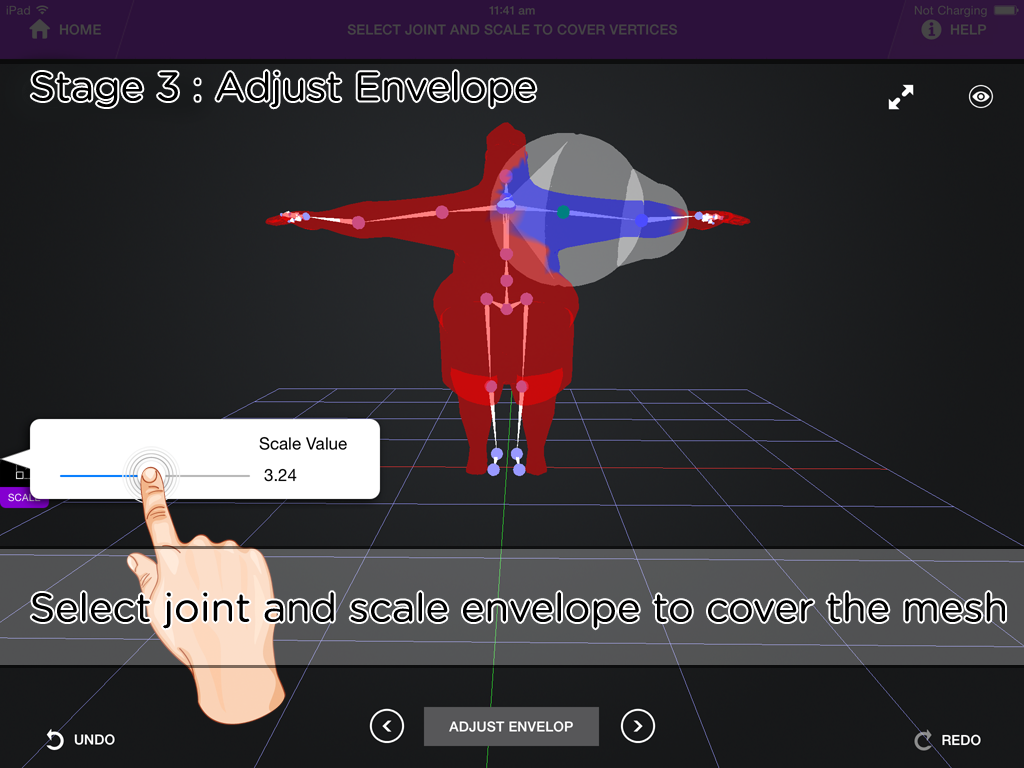 iPad 11:41 am Not Charging
HOME SELECT JOINT AND SCALE TO COVER VERTICES HELP
Stage 3 : Adjust Envelope
Scale Value
3.24
SCALE
Select joint and scale envelope to cover the mesh
UNDO ADJUST ENVELOP REDO